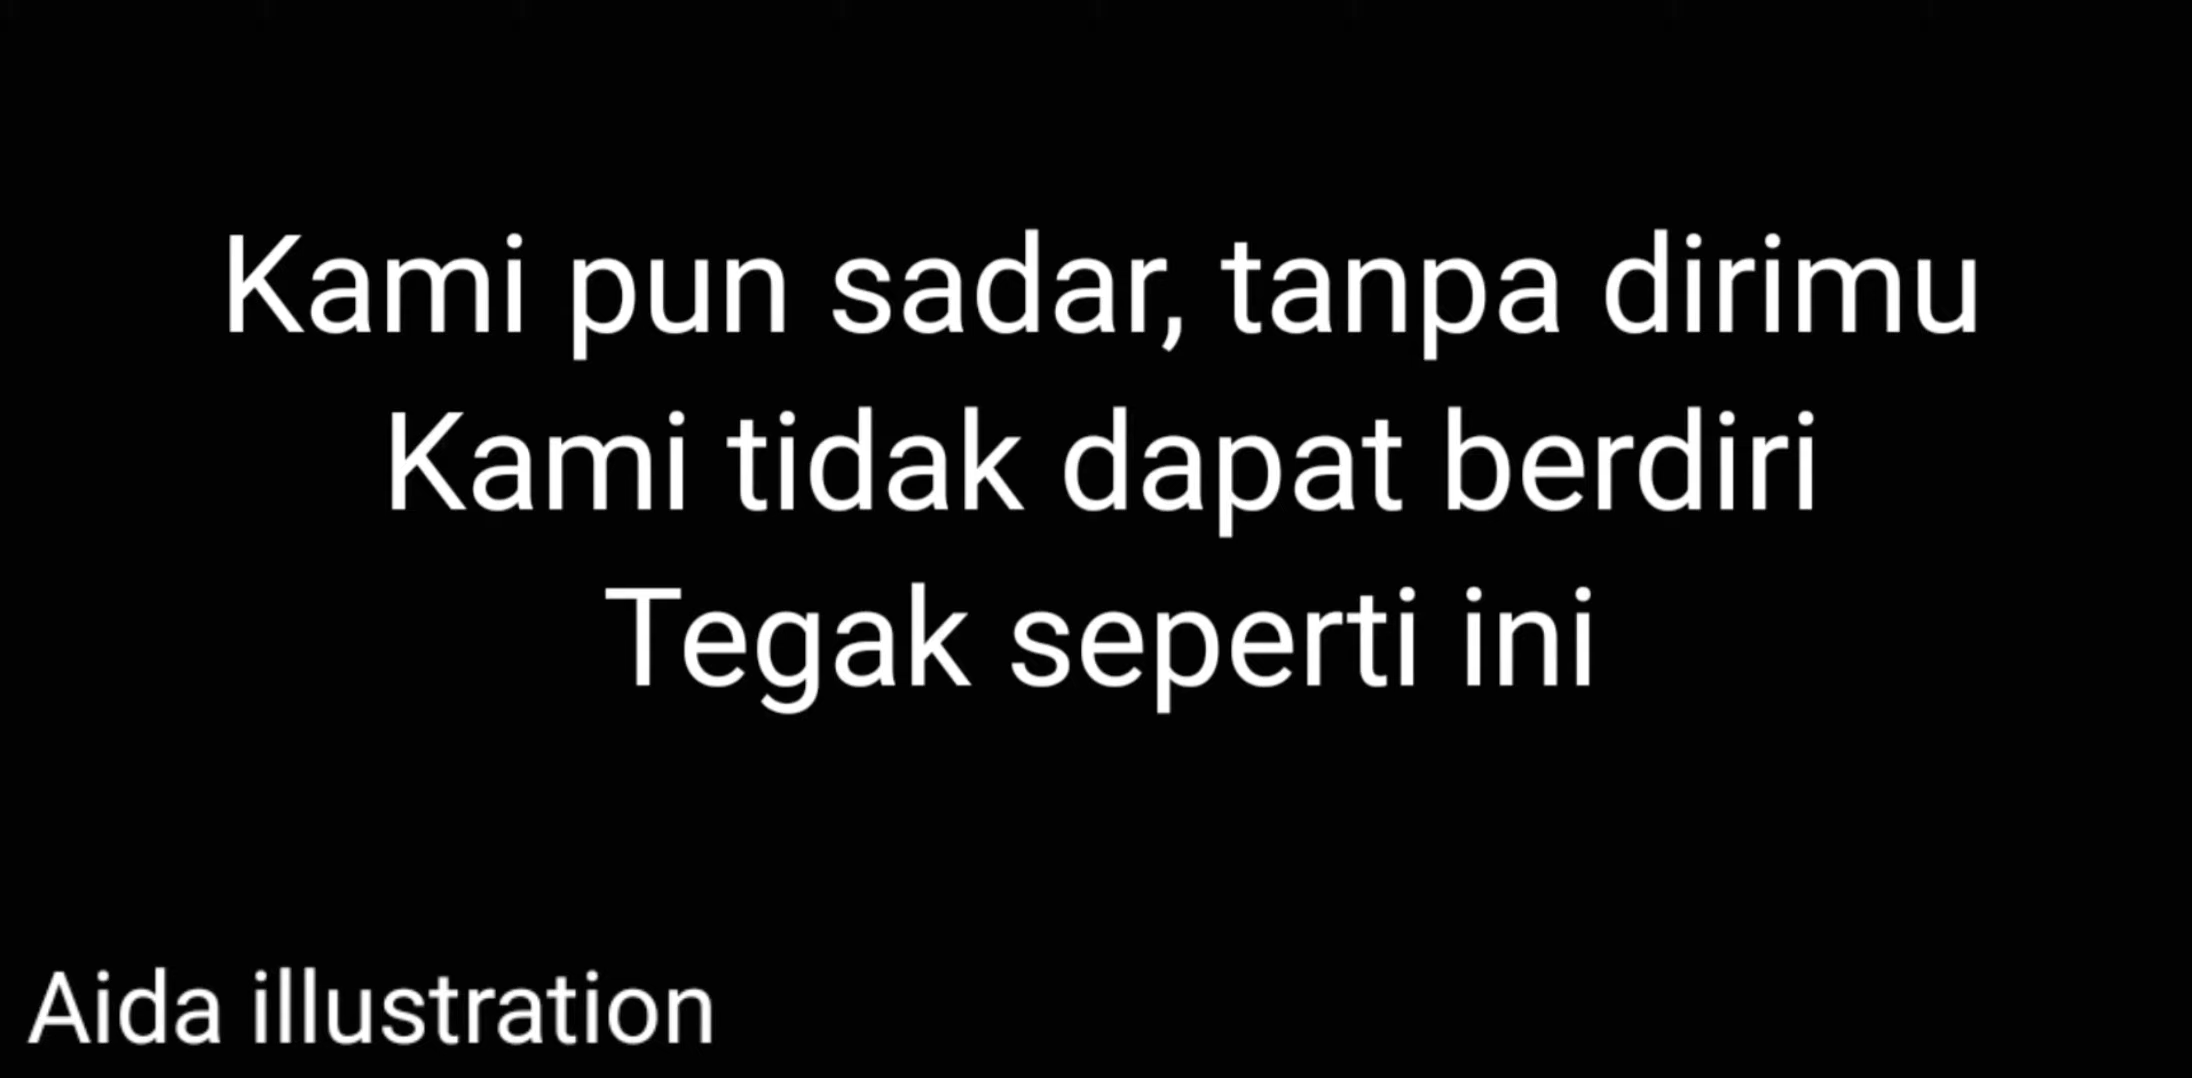 Kami pun sadar, tanpa dirimu
Kami tidak dapat berdiri
Tegak seperti ini
Aida illustration